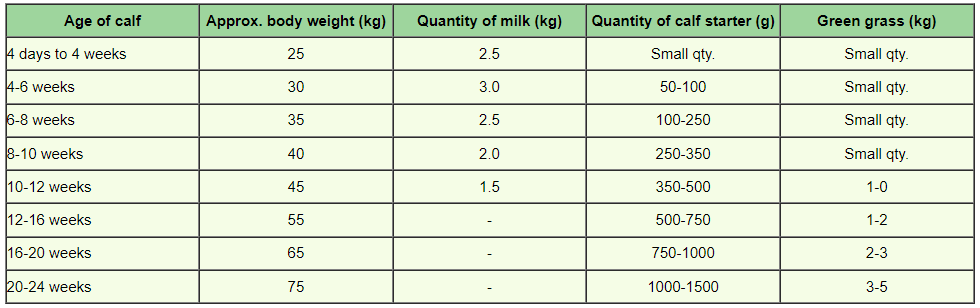 Age of calf Approx. body weight (kg) Quantity of milk (kg) Quantity of calf starter (g) Green grass (kg)
4 days to 4 weeks 25 2.5 Small qty. Small qty.
4-6 weeks 30 3.0 50-100 Small qty.
6-8 weeks 35 2.5 100-250 Small qty.
8-10 weeks 40 2.0 250-350 Small qty.
10-12 weeks 45 1.5 350-500 1-0
12-16 weeks 55 - 500-750 1-2
16-20 weeks 65 - 750-1000 2-3
20-24 weeks 75 - 1000-1500 3-5